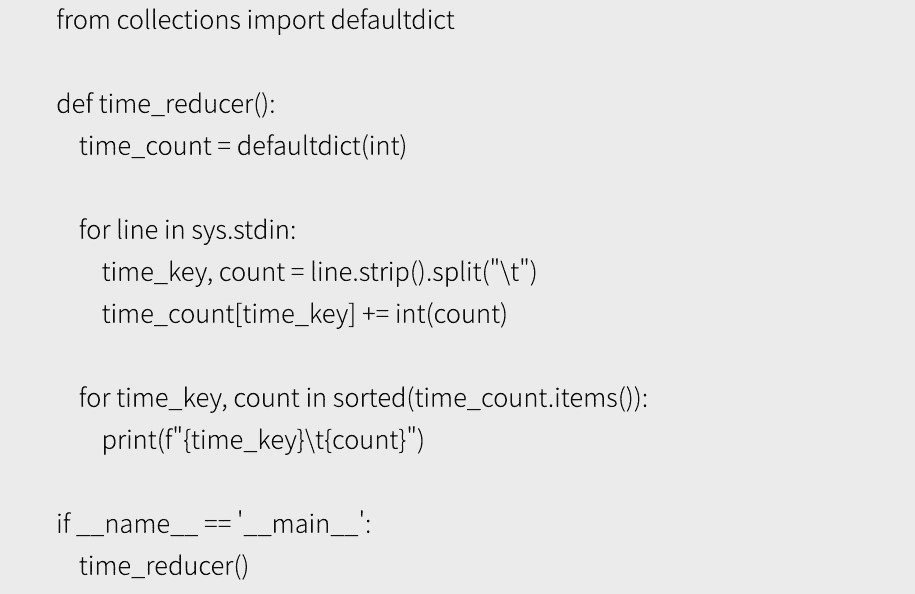 from collections import defaultdict
def time_reducer():
    time_count = defaultdict(int)
    for line in sys.stdin:
        time_key, count = line.strip().split("\t")
        time_count[time_key] += int(count)
    for time_key, count in sorted(time_count.items()):
        print(f"{time_key}\t{count}")
if __name__ == '__main__':
    time_reducer()